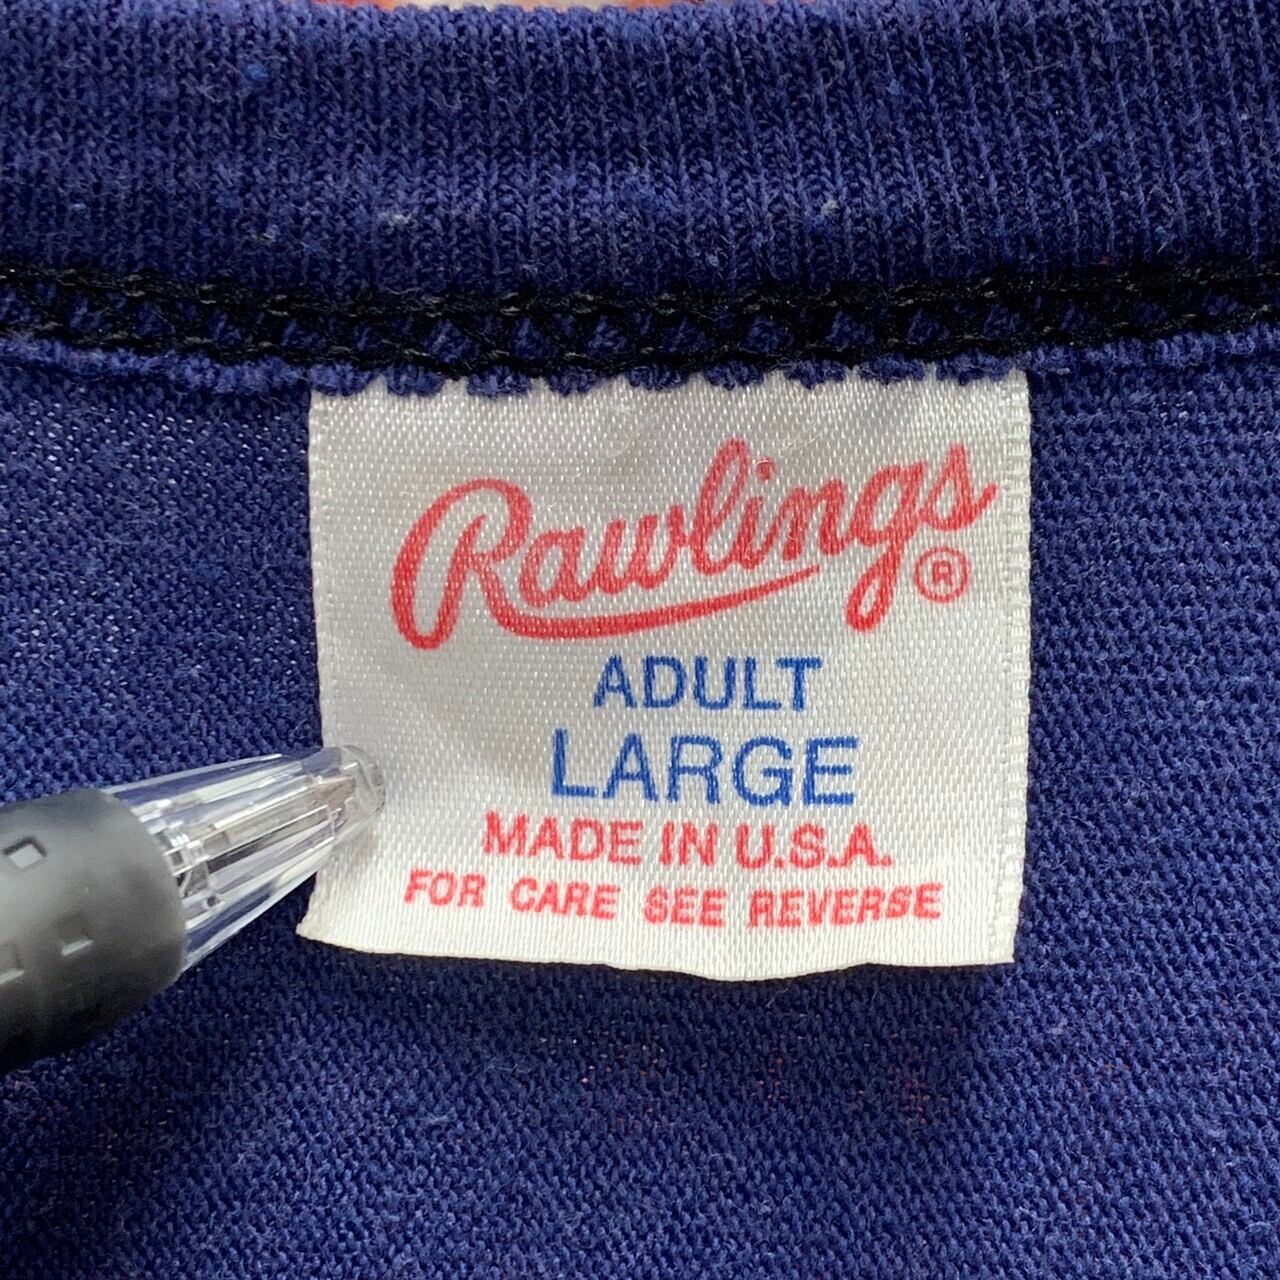 Rawlings®
ADULT
LARGE
MADE IN U.S.A.
FOR CARE SEE REVERSE